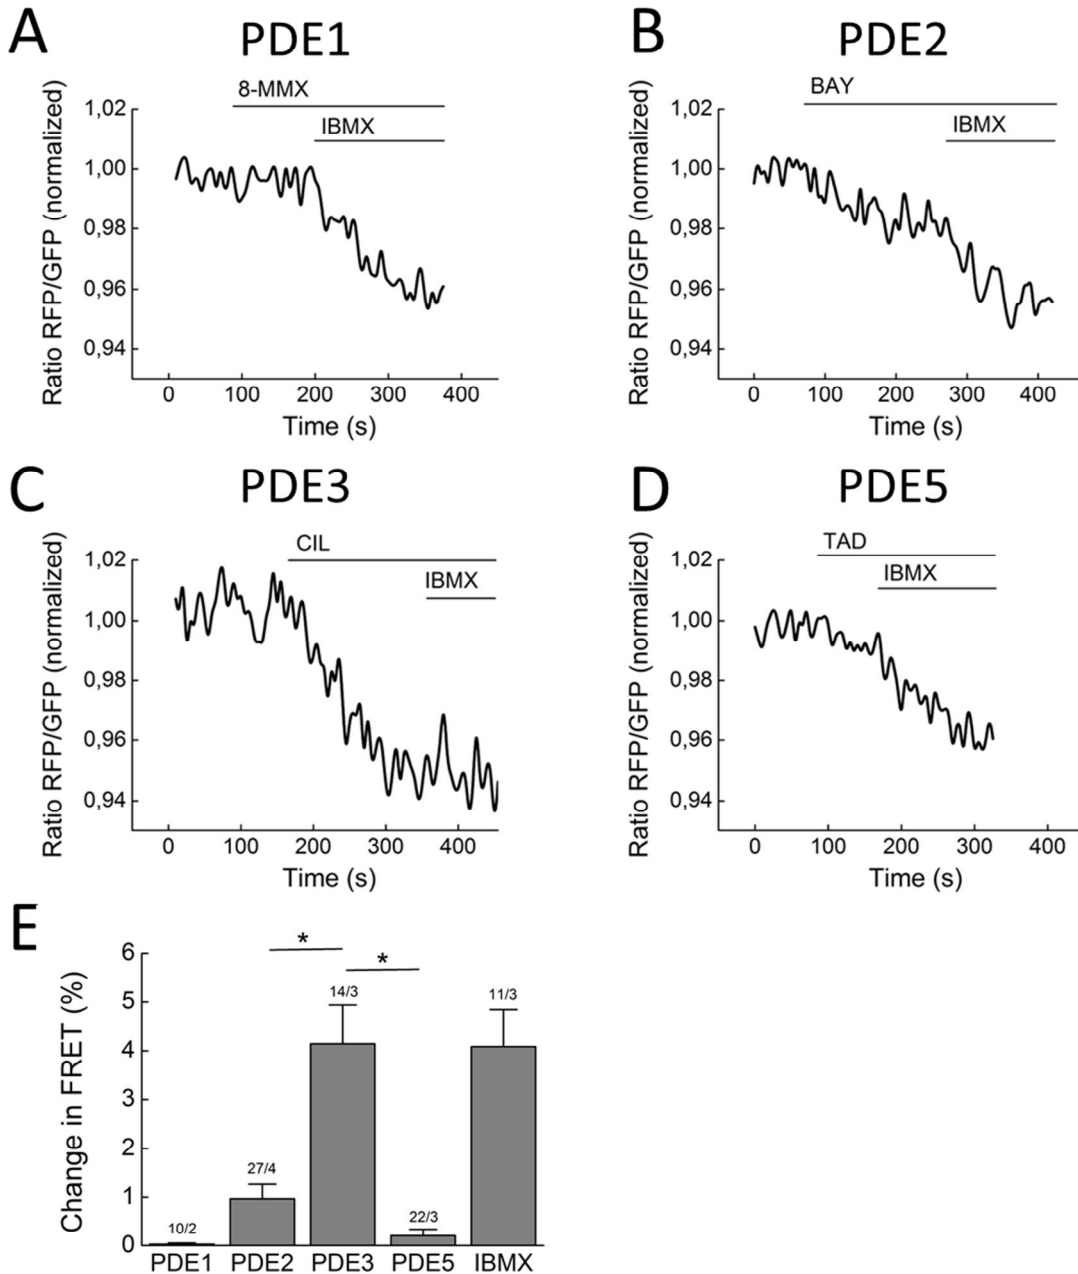 A
PDE1
8-MMX
IBMX
Ratio RFP/GFP (normalized)
1,02
1,00
0,98
0,96
0,94
0 100 200 300 400
Time (s)
B
PDE2
BAY
IBMX
Ratio RFP/GFP (normalized)
1,02
1,00
0,98
0,96
0,94
0 100 200 300 400
Time (s)
C
PDE3
CIL
IBMX
Ratio RFP/GFP (normalized)
1,02
1,00
0,98
0,96
0,94
0 100 200 300 400
Time (s)
D
PDE5
TAD
IBMX
Ratio RFP/GFP (normalized)
1,02
1,00
0,98
0,96
0,94
0 100 200 300 400
Time (s)
E
Change in FRET (%)
6
5
4
3
2
1
0
*
*
10/2
27/4
14/3
22/3
11/3
PDE1 PDE2 PDE3 PDE5 IBMX